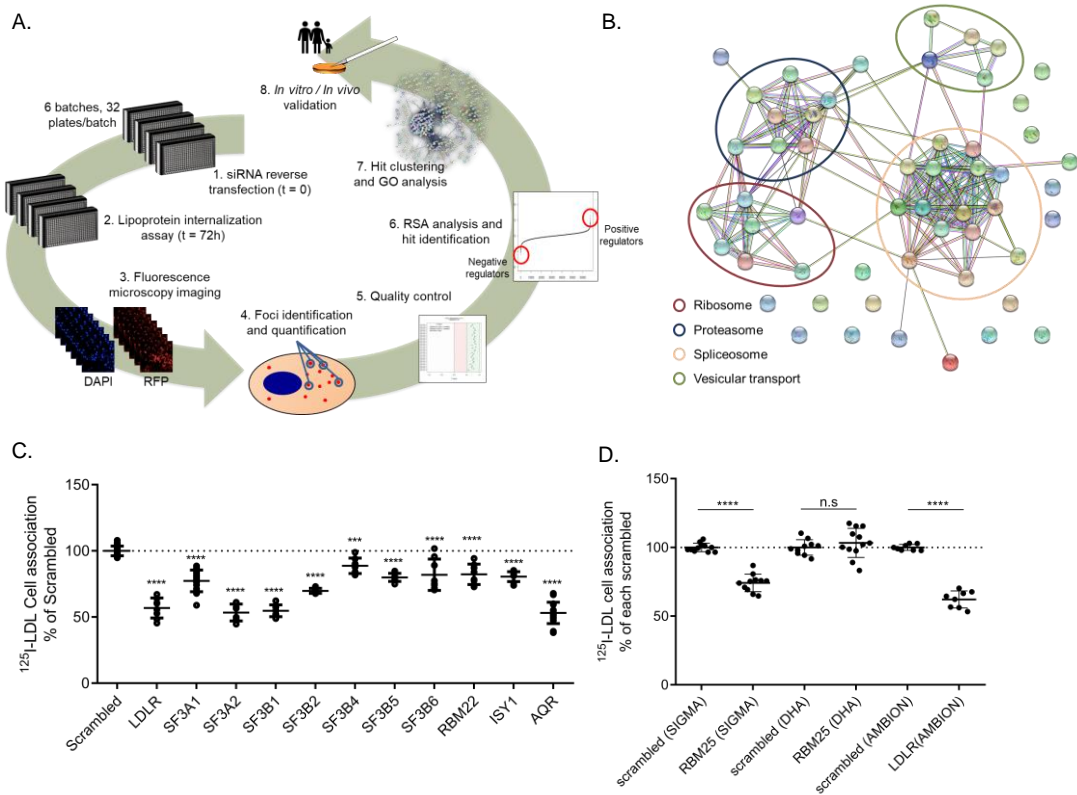 A.
6 batches, 32
plates/batch
1. siRNA reverse
transfection (t = 0)
2. Lipoprotein internalization
assay (t = 72h)
3. Fluorescence
microscopy imaging
DAPI
RFP
4. Foci identification
and quantification
5. Quality control
6. RSA analysis and
hit identification
Negative
regulators
Positive
regulators
7. Hit clustering
and GO analysis
8. In vitro / In vivo
validation
B.
Ribosome
Proteasome
Spliceosome
Vesicular transport
C.
125I-LDL Cell association
% of Scrambled
150
100
50
0
****
****
****
****
****
***
****
****
****
****
****
Scrambled
LDLR
SF3A1
SF3A2
SF3B1
SF3B2
SF3B4
SF3B5
SF3B6
RBM22
ISY1
AQR
D.
125I-LDL Cell association
% of each scrambled
150
100
50
0
****
n.s
****
scrambled (SIGMA)
RBM25 (SIGMA)
scrambled (DHA)
RBM25 (DHA)
scrambled (AMBION)
LDLR(AMBION)